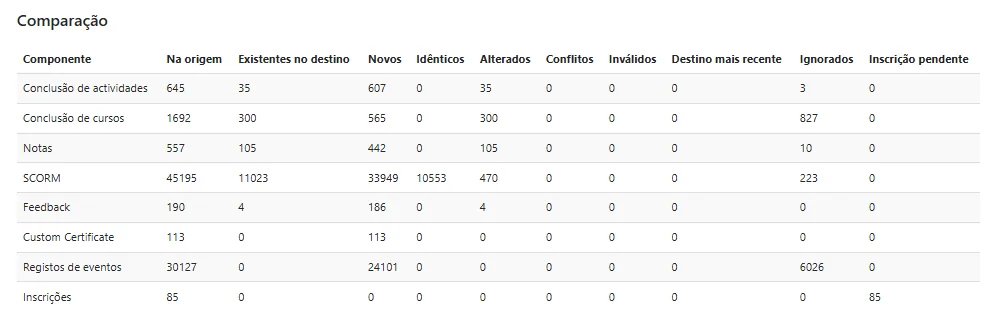 Comparação
Componente Na origem Existentes no destino Novos Idênticos Alterados Conflitos Inválidos Destino mais recente Ignorados Inscrição pendente
Conclusão de actividades 645 35 607 0 35 0 0 0 3 0
Conclusão de cursos 1692 300 565 0 300 0 0 0 827 0
Notas 557 105 442 0 105 0 0 0 10 0
SCORM 45195 11023 33949 10553 470 0 0 0 223 0
Feedback 190 4 186 0 4 0 0 0 0 0
Custom Certificate 113 0 113 0 0 0 0 0 0 0
Registos de eventos 30127 0 24101 0 0 0 0 0 6026 0
Inscrições 85 0 0 0 0 0 0 0 0 85